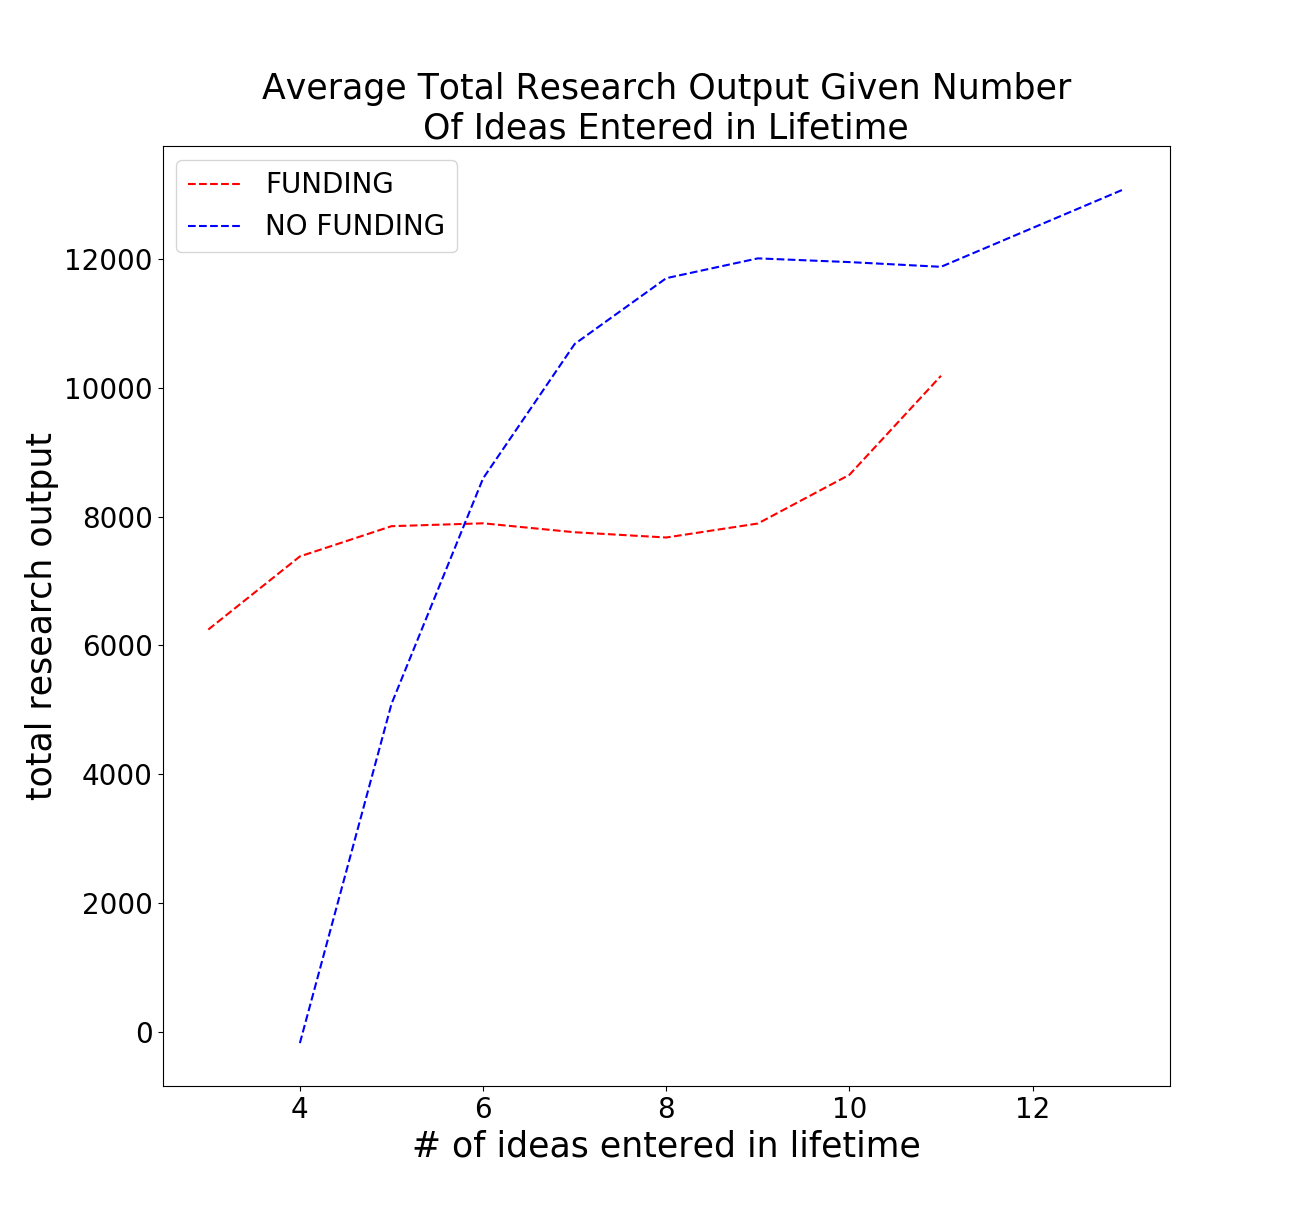 Average Total Research Output Given Number
Of Ideas Entered in Lifetime
FUNDING
NO FUNDING
12000
10000
8000
6000
4000
2000
0
total research output
4 6 8 10 12
# of ideas entered in lifetime